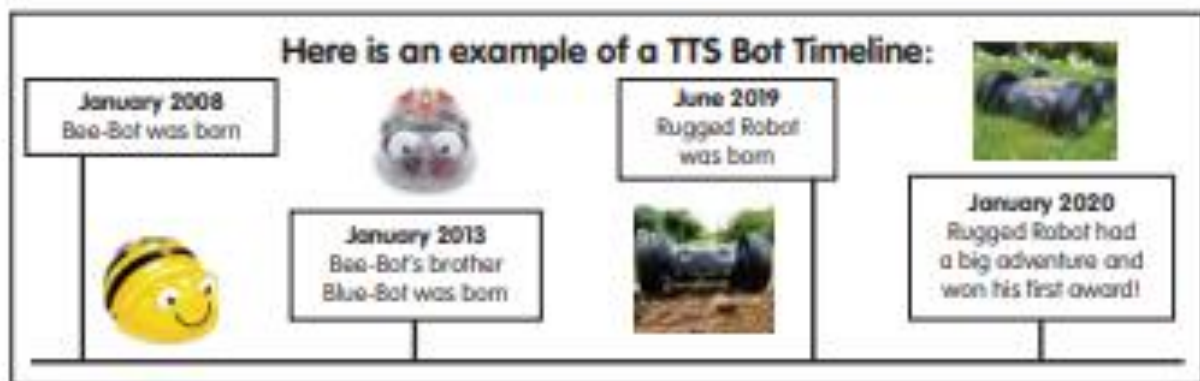 Here is an example of a TTS Bot Timeline:
January 2008
Bee-Bot was born
January 2013
Bee-Bot's brother
Blue-Bot was born
June 2019
Rugged Robot
was born
January 2020
Rugged Robot had
a big adventure and
won his first award!